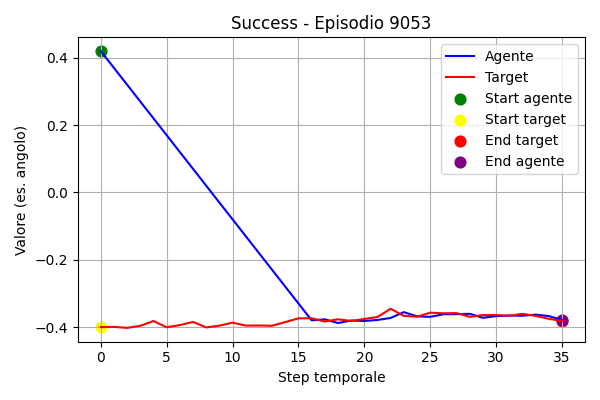 Success - Episodio 9053
Valore (es. angolo)
0.4
0.2
0.0
−0.2
−0.4
Agente
Target
Start agente
Start target
End target
End agente
0 5 10 15 20 25 30 35
Step temporale